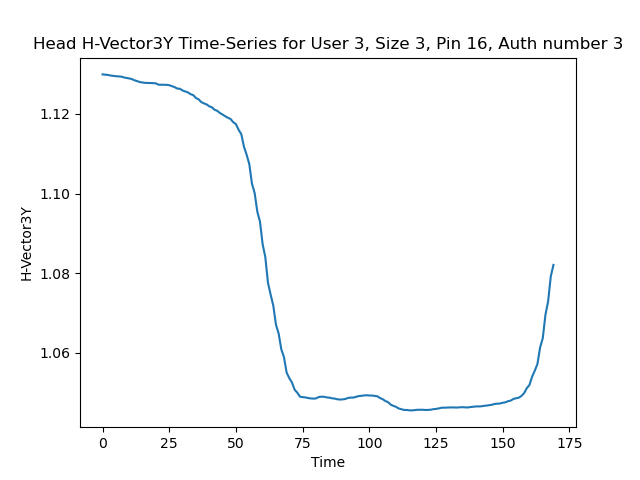 Head H-Vector3Y Time-Series for User 3, Size 3, Pin 16, Auth number 3
1.12
1.10
1.08
1.06
H-Vector3Y
0 25 50 75 100 125 150 175
Time